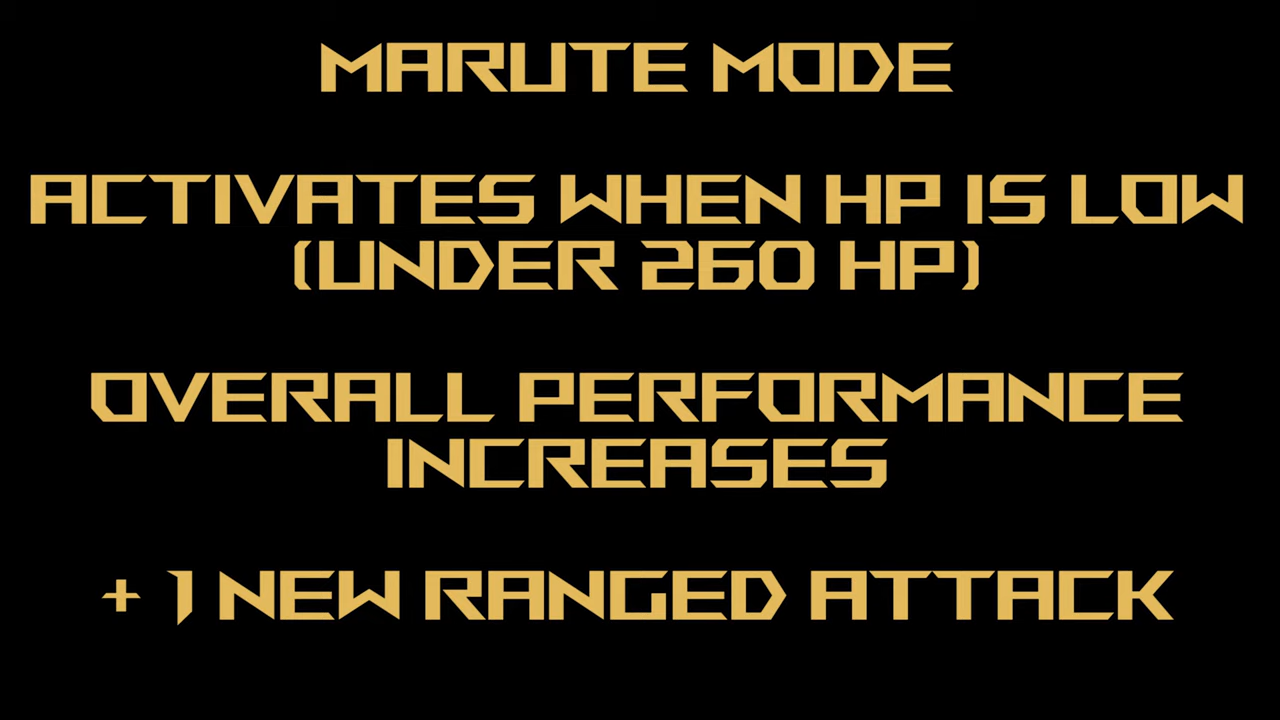 MARUTE MODE
ACTIVATES WHEN HP IS LOW
(UNDER 260 HP)
OVERALL PERFORMANCE
INCREASES
+ 1 NEW RANGED ATTACK